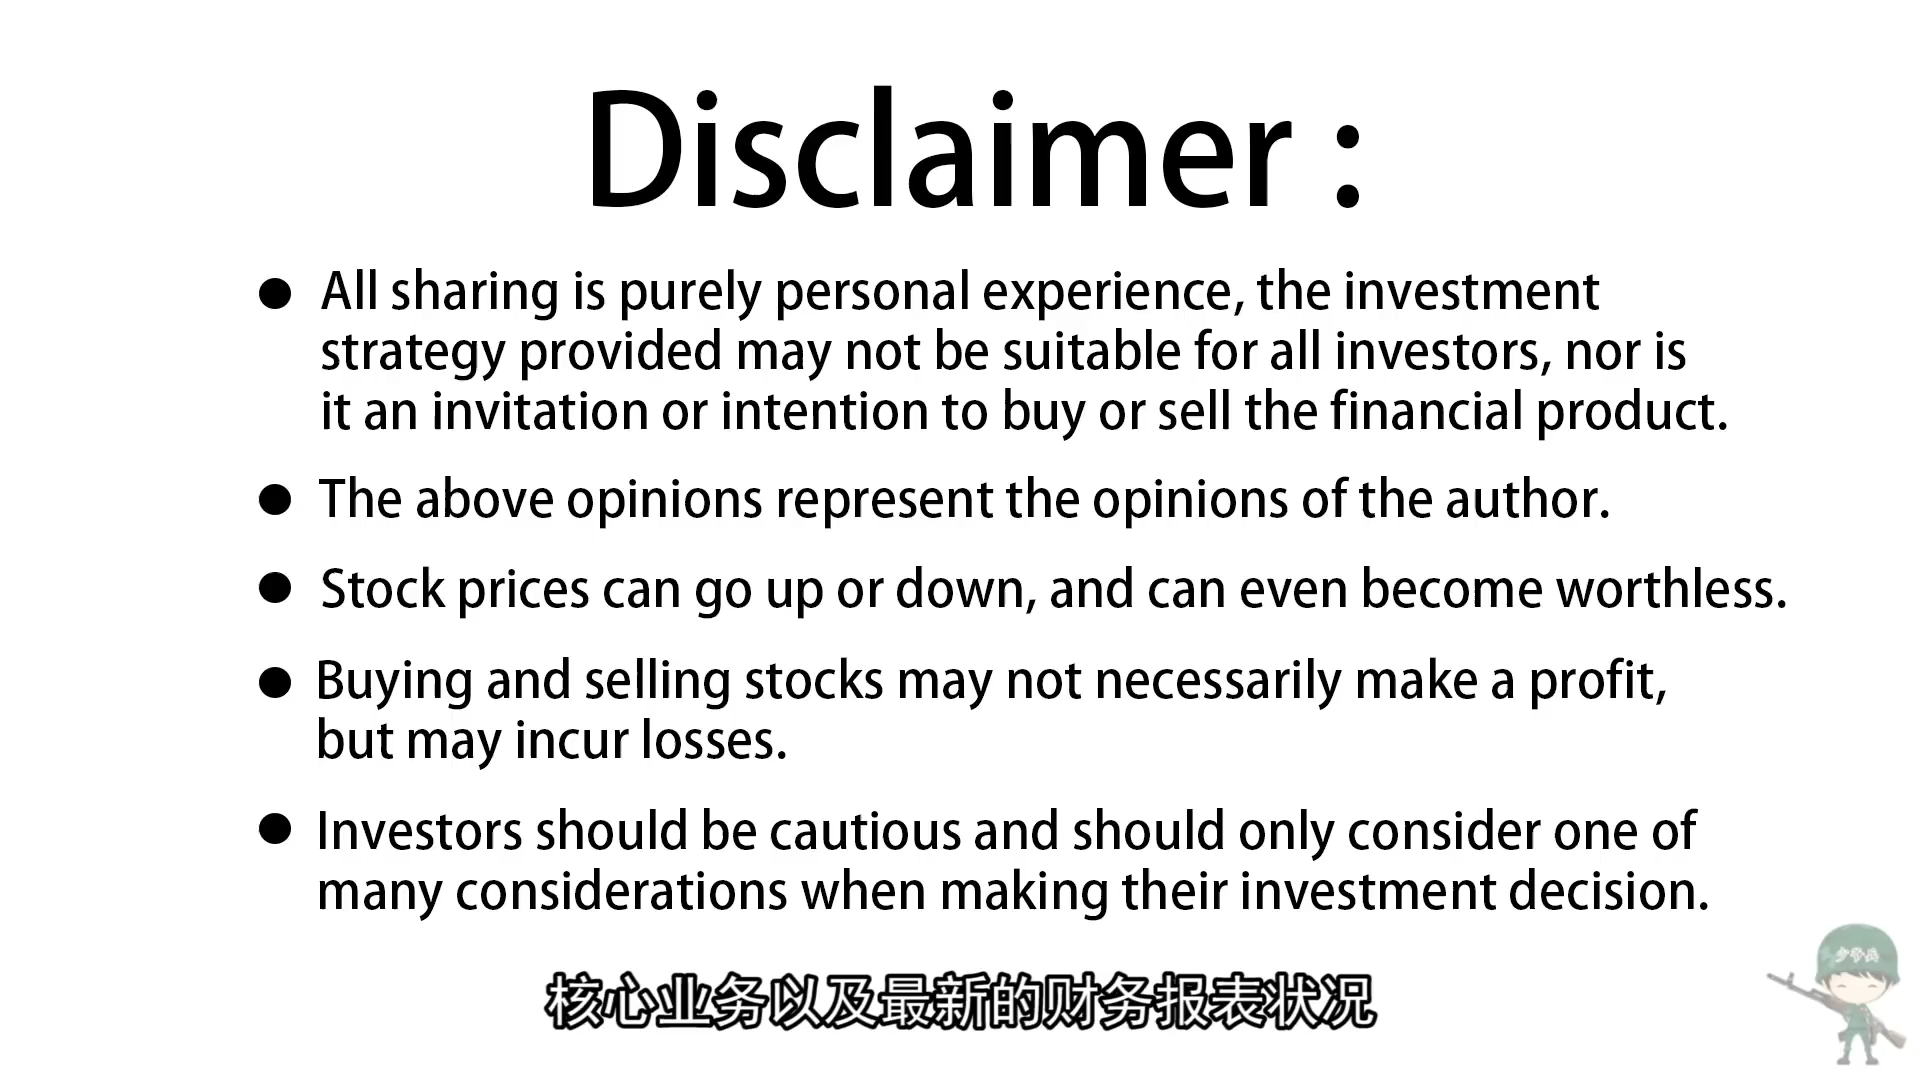 Disclaimer :
● All sharing is purely personal experience, the investment
strategy provided may not be suitable for all investors, nor is
it an invitation or intention to buy or sell the financial product.
● The above opinions represent the opinions of the author.
● Stock prices can go up or down, and can even become worthless.
● Buying and selling stocks may not necessarily make a profit,
but may incur losses.
● Investors should be cautious and should only consider one of
many considerations when making their investment decision.
核心业务以及最新的财务报表状况